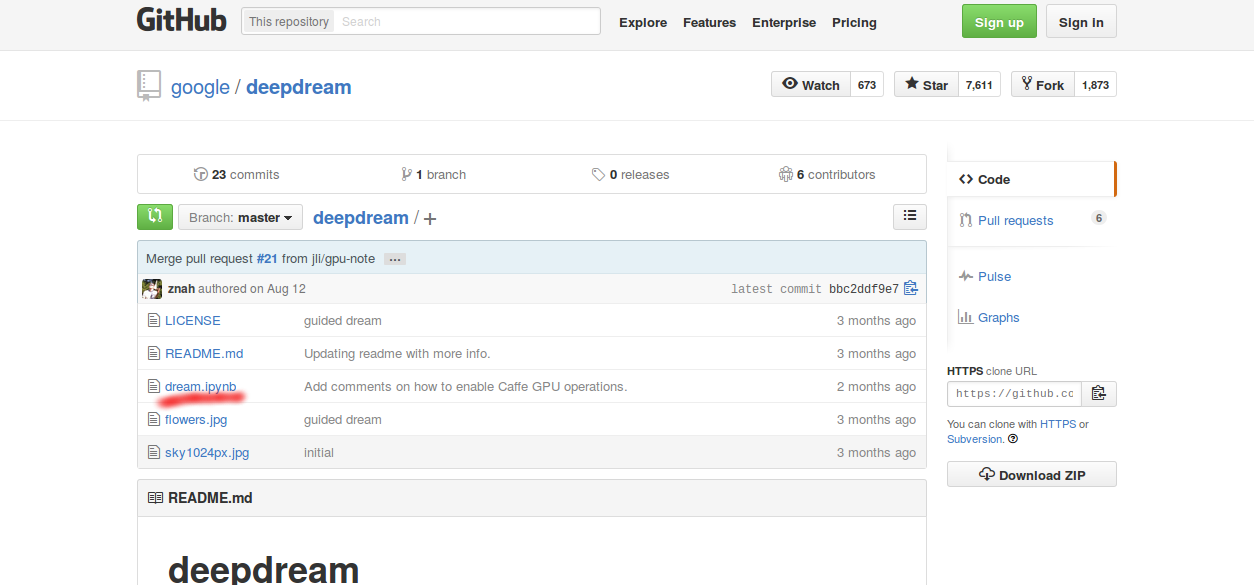 GitHub This repository Search Explore Features Enterprise Pricing Sign up Sign in
google / deepdream Watch 673 Star 7,611 Fork 1,873
23 commits 1 branch 0 releases 6 contributors
Branch: master deepdream / +
Merge pull request #21 from jli/gpu-note …
znah authored on Aug 12 latest commit bbc2ddf9e7
LICENSE guided dream 3 months ago
README.md Updating readme with more info. 3 months ago
dream.ipynb Add comments on how to enable Caffe GPU operations. 2 months ago
flowers.jpg guided dream 3 months ago
sky1024px.jpg initial 3 months ago
README.md
deepdream
Code
Pull requests 6
Pulse
Graphs
HTTPS clone URL
https://github.cc
You can clone with HTTPS or
Subversion.
Download ZIP